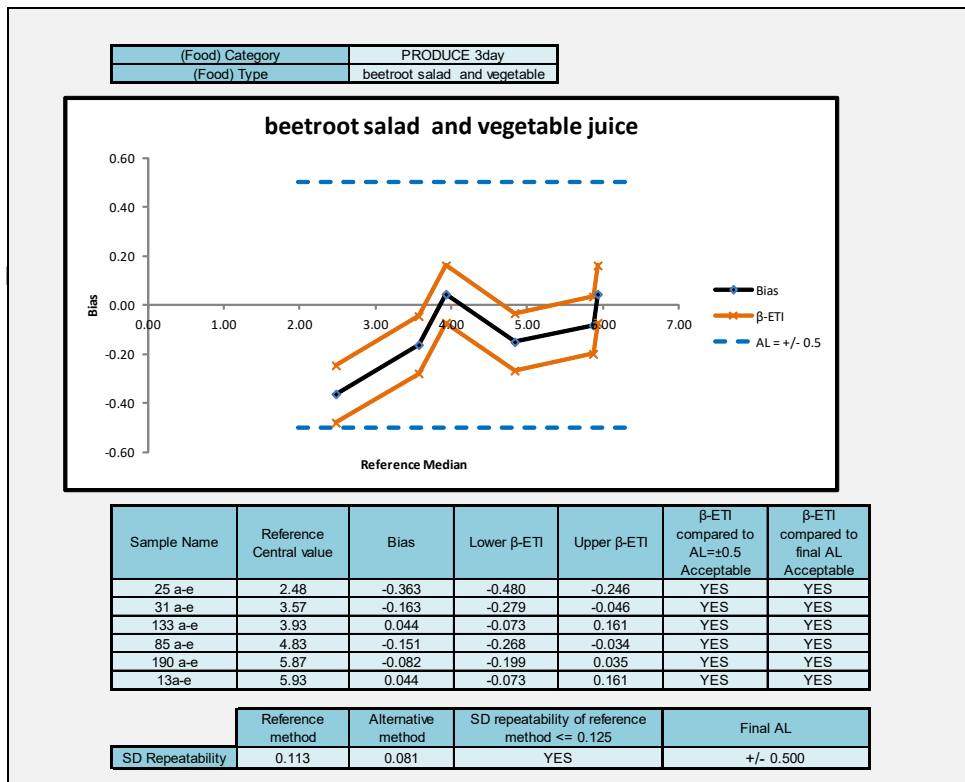 (Food) Category PRODUCE 3day
(Food) Type beetroot salad and vegetable
beetroot salad and vegetable juice
0.60
0.40
0.20
0.00
-0.20
-0.40
-0.60
0.00 1.00 2.00 3.00 4.00 5.00 6.00 7.00
Bias
Reference Median
Bias
β-ETI
AL = +/- 0.5
Sample Name Reference Central value Bias Lower β-ETI Upper β-ETI β-ETI compared to AL=±0.5 Acceptable β-ETI compared to final AL Acceptable
25 a-e 2.48 -0.363 -0.480 -0.246 YES YES
31 a-e 3.57 -0.163 -0.279 -0.046 YES YES
133 a-e 3.93 0.044 -0.073 0.161 YES YES
85 a-e 4.83 -0.151 -0.268 -0.034 YES YES
190 a-e 5.87 -0.082 -0.199 0.035 YES YES
13a-e 5.93 0.044 -0.073 0.161 YES YES
Reference method Alternative method SD repeatability of reference method <= 0.125 Final AL
SD Repeatability 0.113 0.081 YES +/- 0.500